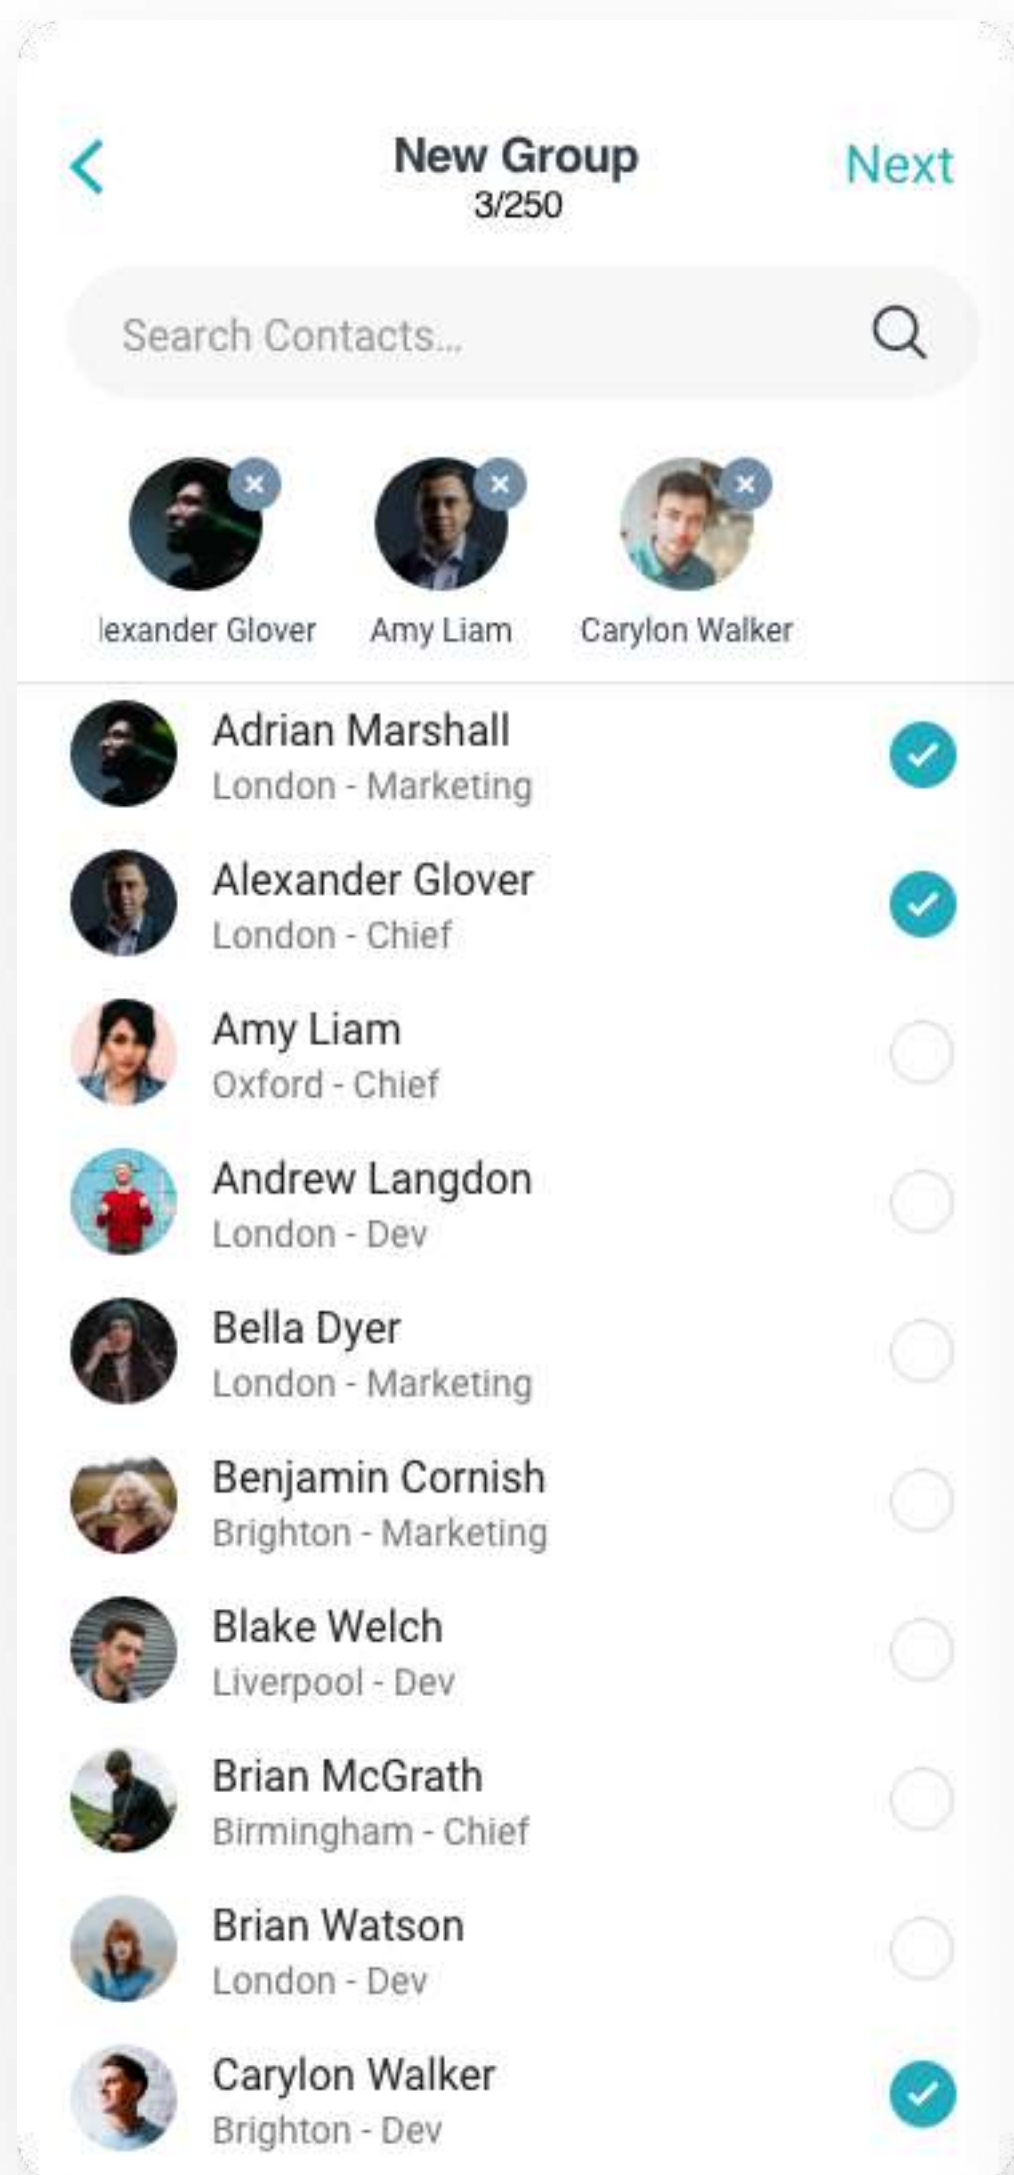 New Group
Next
3/250
Search Contacts...
lexander Glover
Amy Liam
Carylon Walker
Adrian Marshall
London - Marketing
Alexander Glover
London - Chief
Amy Liam
Oxford - Chief
Andrew Langdon
London - Dev
Bella Dyer
London - Marketing
Benjamin Cornish
Brighton - Marketing
Blake Welch
Liverpool - Dev
Brian McGrath
Birmingham - Chief
Brian Watson
London - Dev
Carylon Walker
Brighton - Dev